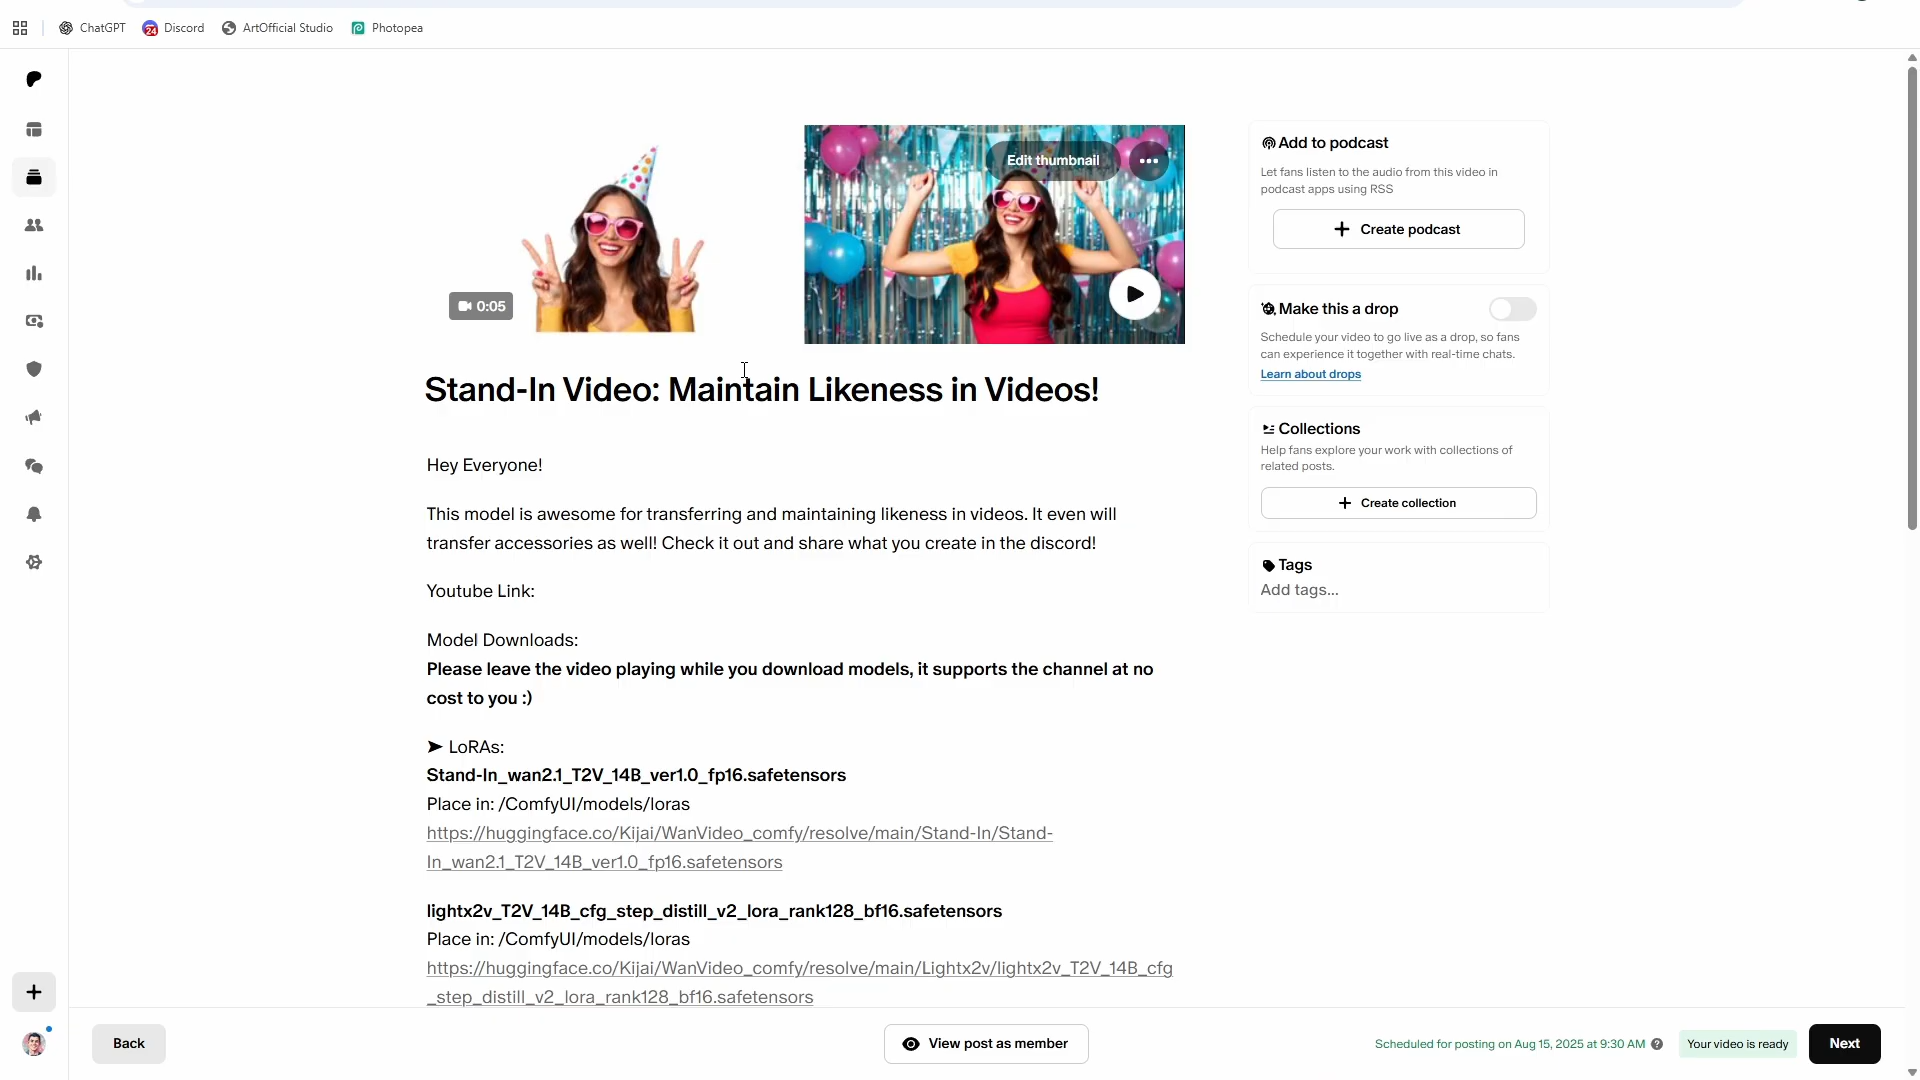 ChatGPT
24
Discord
ArtOfficial Studio
Photopea
Edit thumbnail
0:05
Stand-In Video: Maintain Likeness in Videos!
Hey Everyone!
This model is awesome for transferring and maintaining likeness in videos. It even will
transfer accessories as well! Check it out and share what you create in the discord!
Youtube Link:
Model Downloads:
Please leave the video playing while you download models, it supports the channel at no
cost to you :)
➤ LoRAs:
Stand-In_wan2.1_T2V_14B_ver1.0_fp16.safetensors
Place in: /ComfyUI/models/loras
https://huggingface.co/Kijai/WanVideo_comfy/resolve/main/Stand-In/Stand-
In_wan2.1_T2V_14B_ver1.0_fp16.safetensors
lightx2v_T2V_14B_cfg_step_distill_v2_lora_rank128_bf16.safetensors
Place in: /ComfyUI/models/loras
https://huggingface.co/Kijai/WanVideo_comfy/resolve/main/Lightx2v/lightx2v_T2V_14B_cfg
_step_distill_v2_lora_rank128_bf16.safetensors
Add to podcast
Let fans listen to the audio from this video in
podcast apps using RSS
Create podcast
Make this a drop
Schedule your video to go live as a drop, so fans
can experience it together with real-time chats.
Learn about drops
Collections
Help fans explore your work with collections of
related posts.
Create collection
Tags
Add tags...
Back
View post as member
Scheduled for posting on Aug 15, 2025 at 9:30 AM
Your video is ready
Next